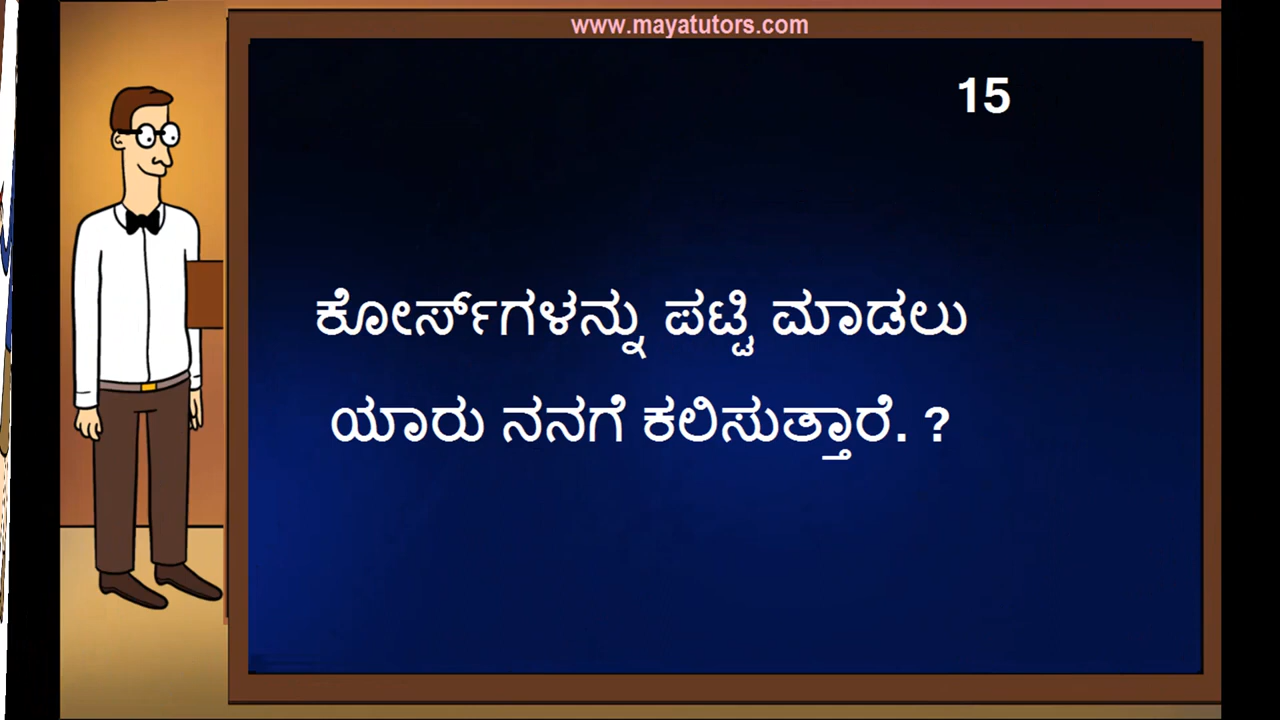 www.mayatutors.com
15
ಕೋರ್ಸ್‌ಗಳನ್ನು ಪಟ್ಟಿ ಮಾಡಲು
ಯಾರು ನನಗೆ ಕಲಿಸುತ್ತಾರೆ. ?